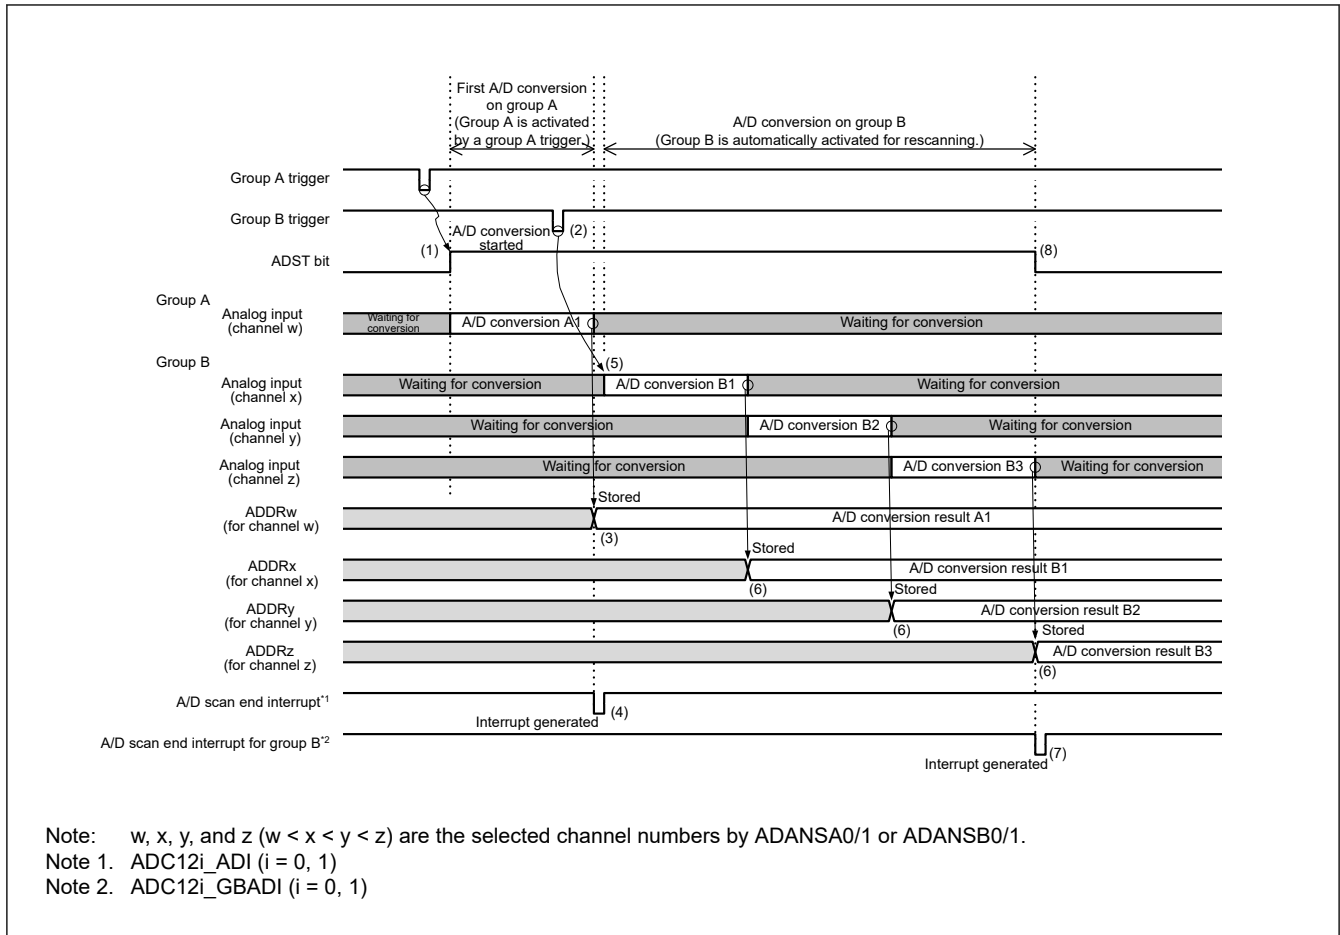 First A/D conversion
on group A
(Group A is activated
by a group A trigger.)
A/D conversion on group B
(Group B is automatically activated for rescanning.)
Group A trigger
Group B trigger
(2)
A/D conversion
started
(1)
(8)
ADST bit
Group A
Analog input
(channel w)
Waiting for
conversion
A/D conversion A1
Waiting for conversion
Group B
(5)
Analog input
(channel x)
Waiting for conversion
A/D conversion B1
Waiting for conversion
Analog input
(channel y)
Waiting for conversion
A/D conversion B2
Waiting for conversion
Analog input
(channel z)
Waiting for conversion
A/D conversion B3
Waiting for conversion
Stored
ADDRw
(for channel w)
A/D conversion result A1
(3)
Stored
ADDRx
(for channel x)
A/D conversion result B1
(6)
Stored
ADDRy
(for channel y)
A/D conversion result B2
(6)
Stored
ADDRz
(for channel z)
A/D conversion result B3
(6)
A/D scan end interrupt*1
(4)
Interrupt generated
A/D scan end interrupt for group B*2
(7)
Interrupt generated
Note: w, x, y, and z (w < x < y < z) are the selected channel numbers by ADANSA0/1 or ADANSB0/1.
Note 1. ADC12i_ADI (i = 0, 1)
Note 2. ADC12i_GBADI (i = 0, 1)